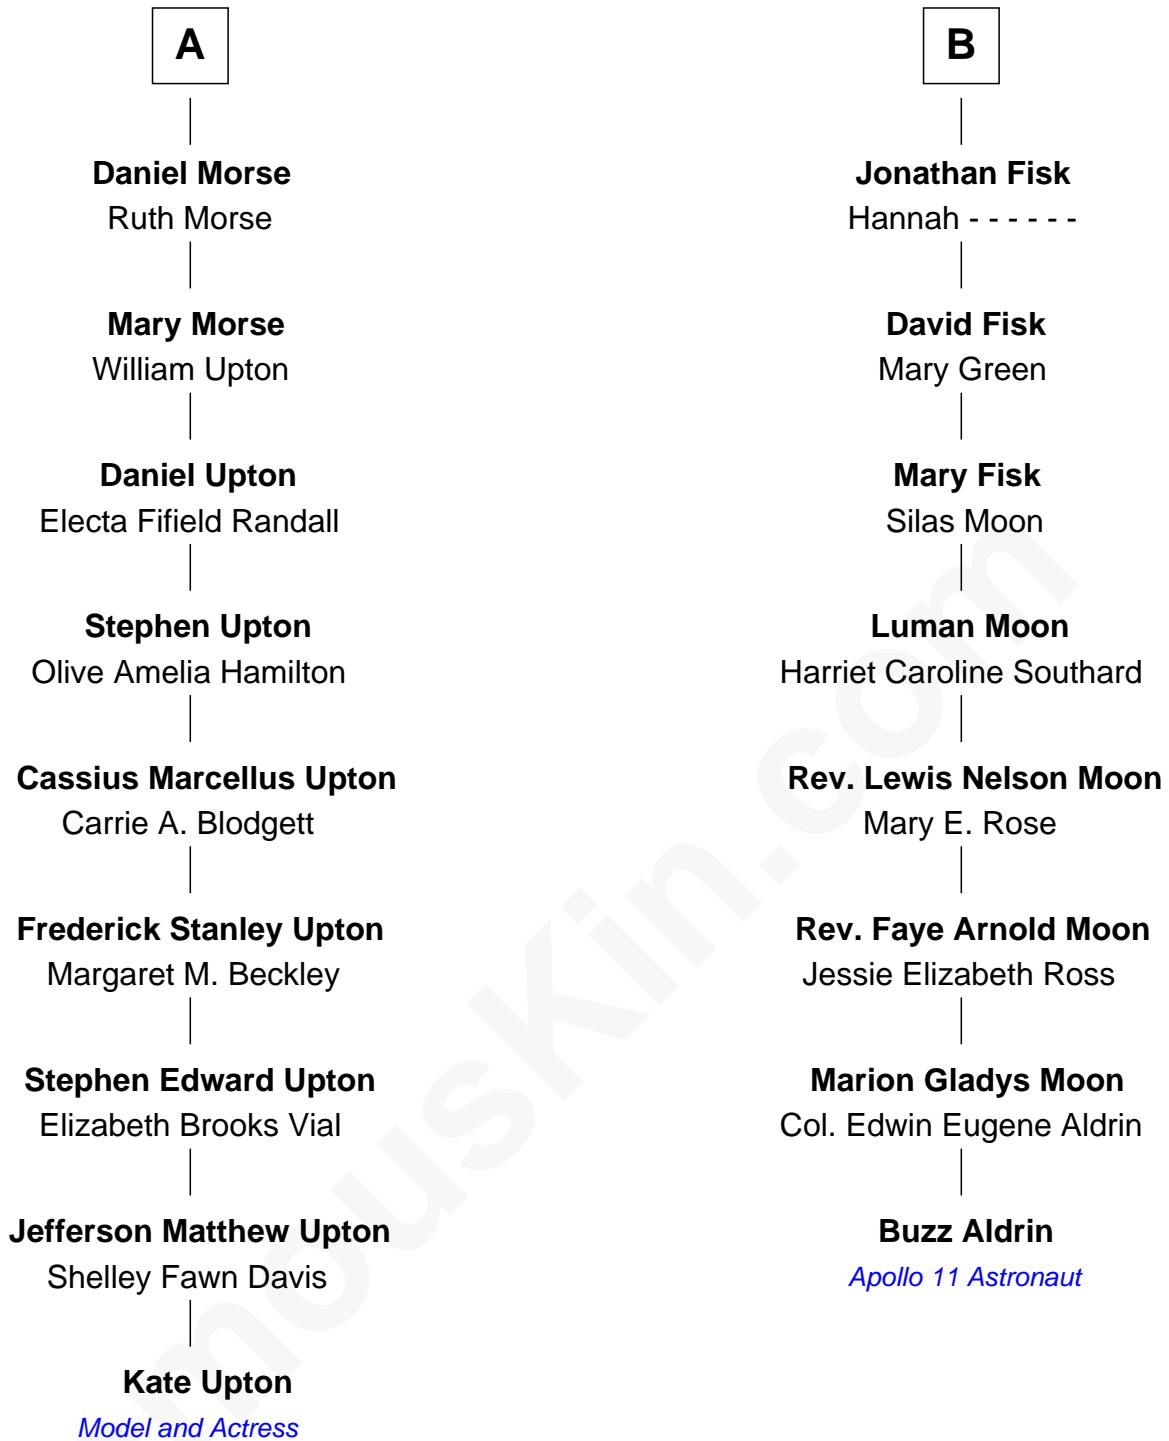 A
Daniel Morse
Ruth Morse
Mary Morse
William Upton
Daniel Upton
Electa Fifield Randall
Stephen Upton
Olive Amelia Hamilton
Cassius Marcellus Upton
Carrie A. Blodgett
Frederick Stanley Upton
Margaret M. Beckley
Stephen Edward Upton
Elizabeth Brooks Vial
Jefferson Matthew Upton
Shelley Fawn Davis
Kate Upton
Model and Actress
B
Jonathan Fisk
Hannah - - - - - -
David Fisk
Mary Green
Mary Fisk
Silas Moon
Luman Moon
Harriet Caroline Southard
Rev. Lewis Nelson Moon
Mary E. Rose
Rev. Faye Arnold Moon
Jessie Elizabeth Ross
Marion Gladys Moon
Col. Edwin Eugene Aldrin
Buzz Aldrin
Apollo 11 Astronaut
mousKin.com